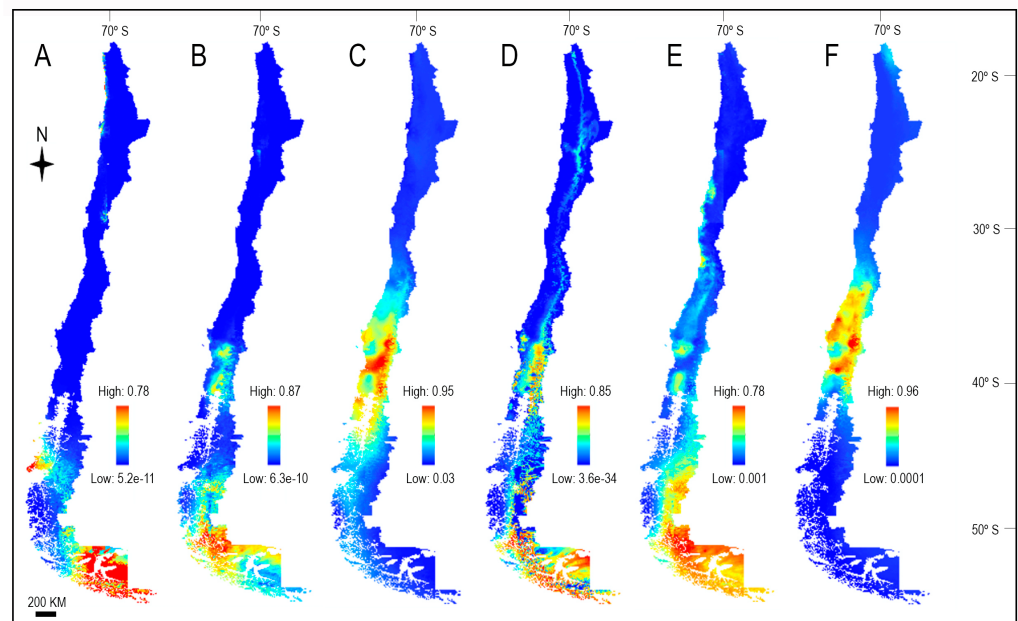 70º S 70º S 70º S 70º S 70º S 70º S
A B C D E F
20º S
N
30º S
40º S
High: 0.78 High: 0.87 High: 0.95 High: 0.85 High: 0.78 High: 0.96
Low: 5.2e-11 Low: 6.3e-10 Low: 0.03 Low: 3.6e-34 Low: 0.001 Low: 0.0001
50º S
200 KM